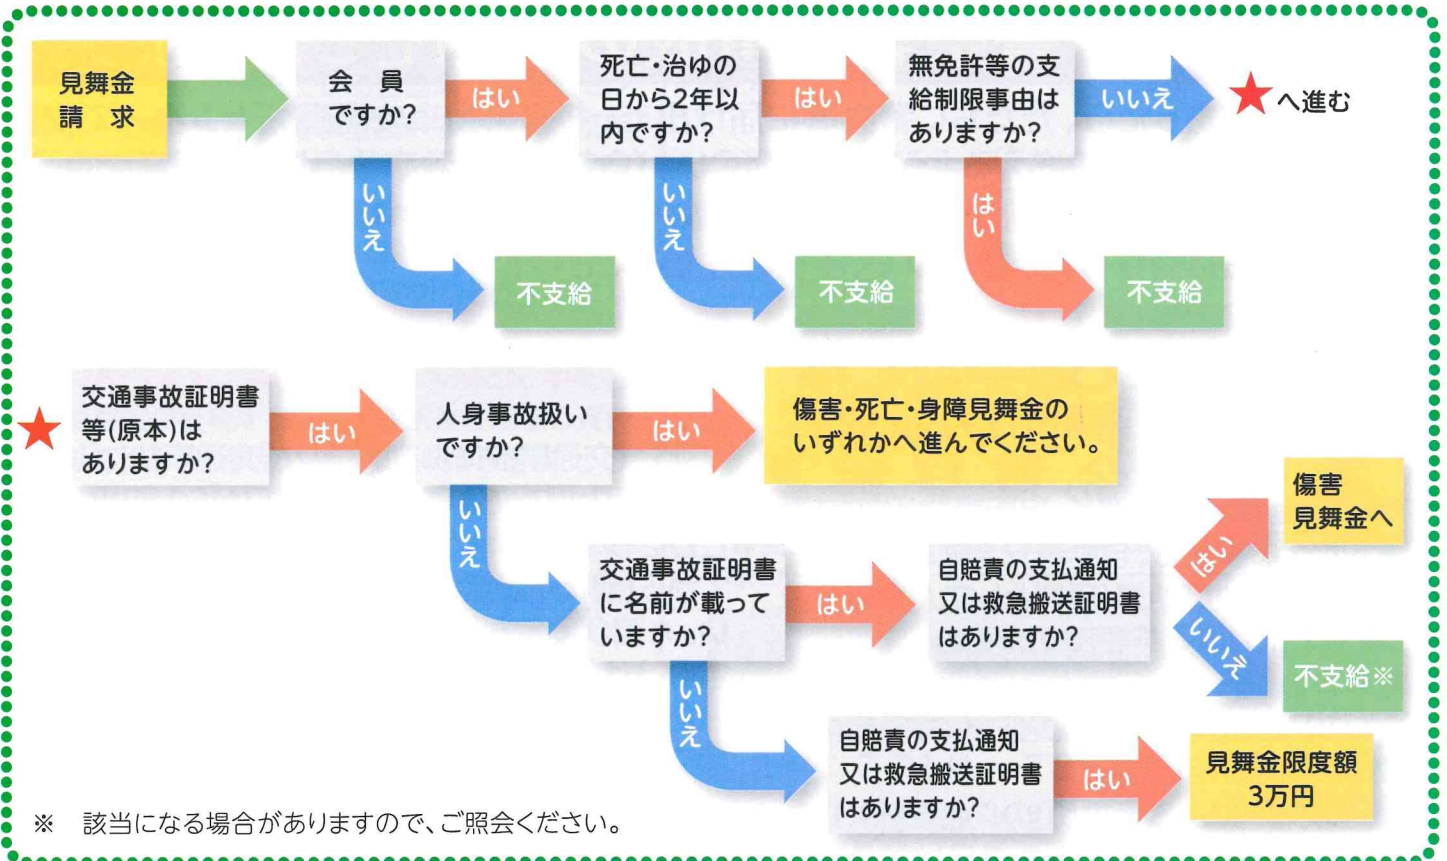 見舞金
請　求
会　員
ですか?
はい
死亡・治ゆの
日から2年以
内ですか?
はい
無免許等の支
給制限事由は
ありますか?
いいえ
★へ進む
いいえ
不支給
いいえ
不支給
はい
不支給
★
交通事故証明書
等(原本)は
ありますか?
はい
人身事故扱い
ですか?
はい
傷害・死亡・身障見舞金の
いずれかへ進んでください。
いいえ
交通事故証明書
に名前が載って
いますか?
はい
自賠責の支払通知
又は救急搬送証明書
はありますか?
はい
傷害
見舞金へ
いいえ
不支給※
いいえ
自賠責の支払通知
又は救急搬送証明書
はありますか?
はい
見舞金限度額
3万円
※　該当になる場合がありますので、ご照会ください。